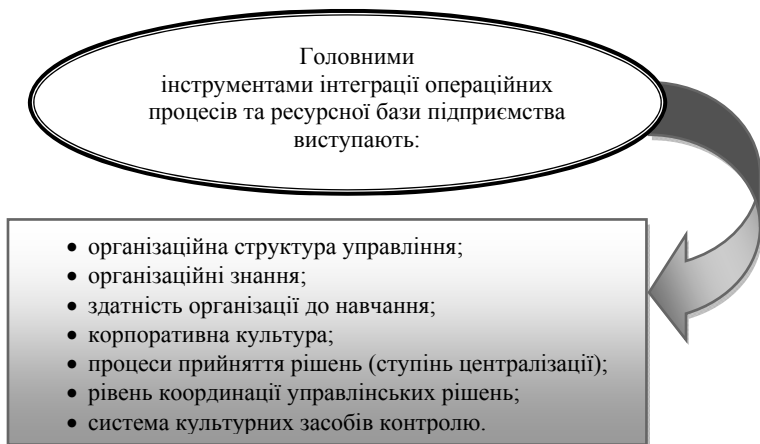 Головними
інструментами інтеграції операційних
процесів та ресурсної бази підприємства
виступають:
• організаційна структура управління;
• організаційні знання;
• здатність організації до навчання;
• корпоративна культура;
• процеси прийняття рішень (ступінь централізації);
• рівень координації управлінських рішень;
• система культурних засобів контролю.